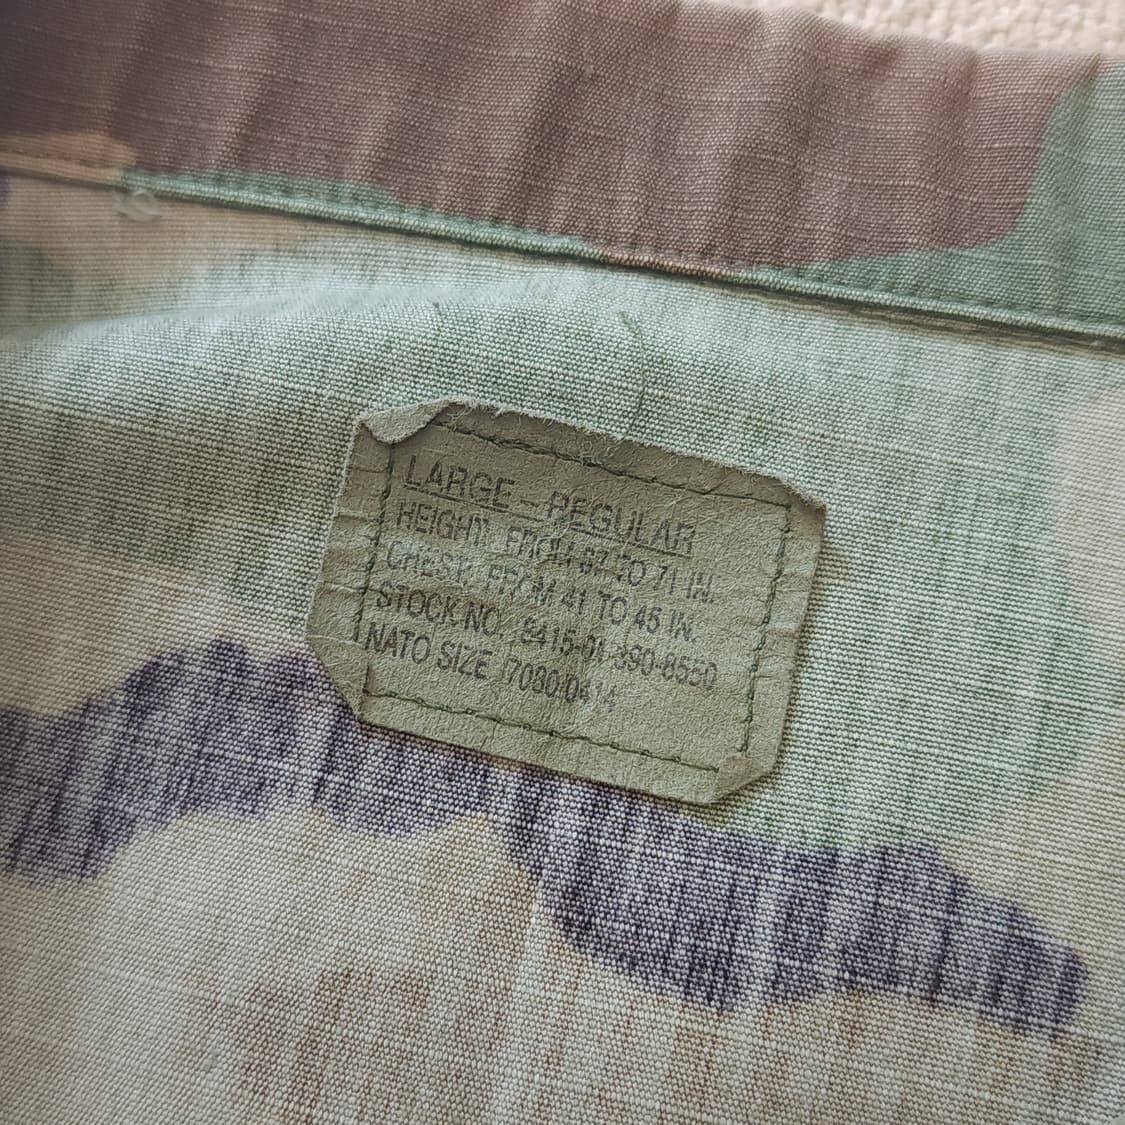 LARGE – REGULAR
HEIGHT: FROM 67 TO 71 IN.
CHEST: FROM 41 TO 45 IN.
STOCK NO. 8415-01-390-8550
NATO SIZE 7080/0414